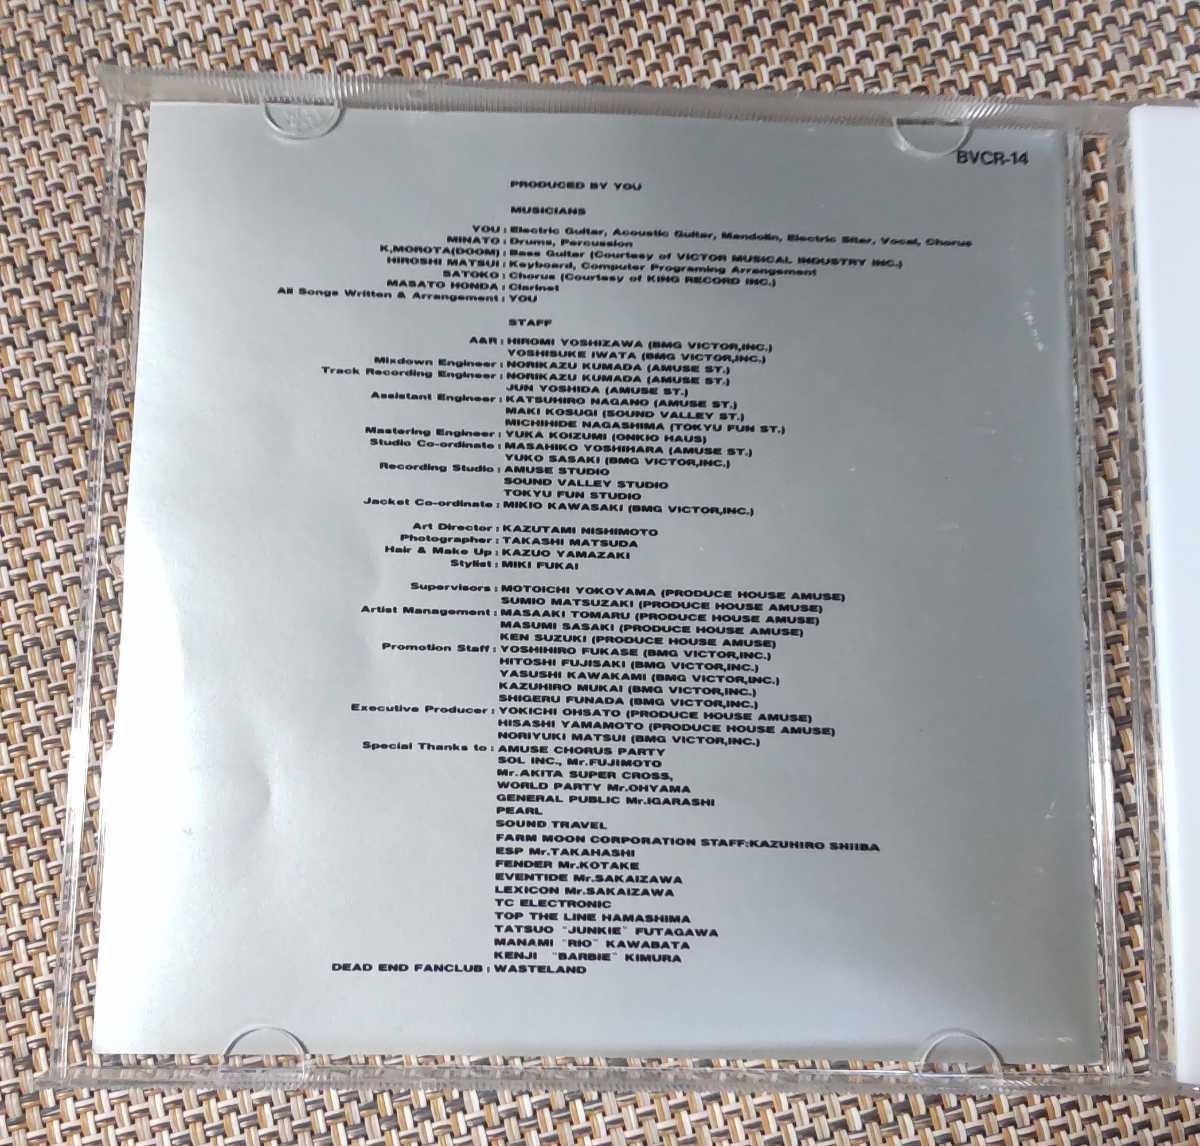 BVCR-14
PRODUCED BY YOU
MUSICIANS
YOU : Electric Guitar, Acoustic Guitar, Mandolin, Electric Siter, Vocal, Chorus
MINATO : Drums, Percussion
K,MOROTA(DOOM) : Bass Guitar (Courtesy of VICTOR MUSICAL INDUSTRY INC.)
HIROSHI MATSUI : Keyboard, Computer Programing Arrangement
SATOKO : Chorus (Courtesy of KING RECORD INC.)
MASATO HONDA : Clarinet
All Songs Written & Arrangement : YOU
STAFF
A&R : HIROMI YOSHIZAWA (BMG VICTOR,INC.)
YOSHISUKE IWATA (BMG VICTOR,INC.)
Mixdown Engineer : NORIKAZU KUMADA (AMUSE ST.)
Track Recording Engineer : NORIKAZU KUMADA (AMUSE ST.)
JUN YOSHIDA (AMUSE ST.)
Assistant Engineer : KATSUHIRO NAGANO (AMUSE ST.)
MAKI KOSUGI (SOUND VALLEY ST.)
MICHIHIDE NAGASHIMA (TOKYU FUN ST.)
Mastering Engineer : YUKA KOIZUMI (ONKIO HAUS)
Studio Co-ordinate : MASAHIKO YOSHIHARA (AMUSE ST.)
YUKO SASAKI (BMG VICTOR,INC.)
Recording Studio : AMUSE STUDIO
SOUND VALLEY STUDIO
TOKYU FUN STUDIO
Jacket Co-ordinate : MIKIO KAWASAKI (BMG VICTOR,INC.)
Art Director : KAZUTAMI NISHIMOTO
Photographer : TAKASHI MATSUDA
Hair & Make Up : KAZUO YAMAZAKI
Stylist : MIKI FUKAI
Supervisors : MOTOICHI YOKOYAMA (PRODUCE HOUSE AMUSE)
SUMIO MATSUZAKI (PRODUCE HOUSE AMUSE)
Artist Management : MASAAKI TOMARU (PRODUCE HOUSE AMUSE)
MASUMI SASAKI (PRODUCE HOUSE AMUSE)
KEN SUZUKI (PRODUCE HOUSE AMUSE)
Promotion Staff : YOSHIHIRO FUKASE (BMG VICTOR,INC.)
HITOSHI FUJISAKI (BMG VICTOR,INC.)
YASUSHI KAWAKAMI (BMG VICTOR,INC.)
KAZUHIRO MUKAI (BMG VICTOR,INC.)
SHIGERU FUNADA (BMG VICTOR,INC.)
Executive Producer : YOKICHI OHSATO (PRODUCE HOUSE AMUSE)
HISASHI YAMAMOTO (PRODUCE HOUSE AMUSE)
NORIYUKI MATSUI (BMG VICTOR,INC.)
Special Thanks to : AMUSE CHORUS PARTY
SOL INC., Mr.FUJIMOTO
Mr.AKITA SUPER CROSS,
WORLD PARTY Mr.OHYAMA
GENERAL PUBLIC Mr.IGARASHI
PEARL
SOUND TRAVEL
FARM MOON CORPORATION STAFF:KAZUHIRO SHIIBA
ESP Mr.TAKAHASHI
FENDER Mr.KOTAKE
EVENTIDE Mr.SAKAIZAWA
LEXICON Mr.SAKAIZAWA
TC ELECTRONIC
TOP THE LINE HAMASHIMA
TATSUO "JUNKIE" FUTAGAWA
MANAMI "RIO" KAWABATA
KENJI "BARBIE" KIMURA
DEAD END FANCLUB : WASTELAND